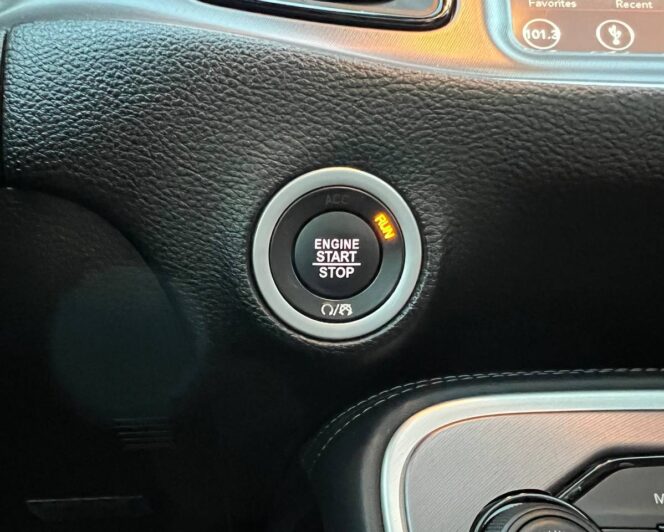 Favorites Recent
101.3
ACC
RUN
ENGINE
START
STOP
M